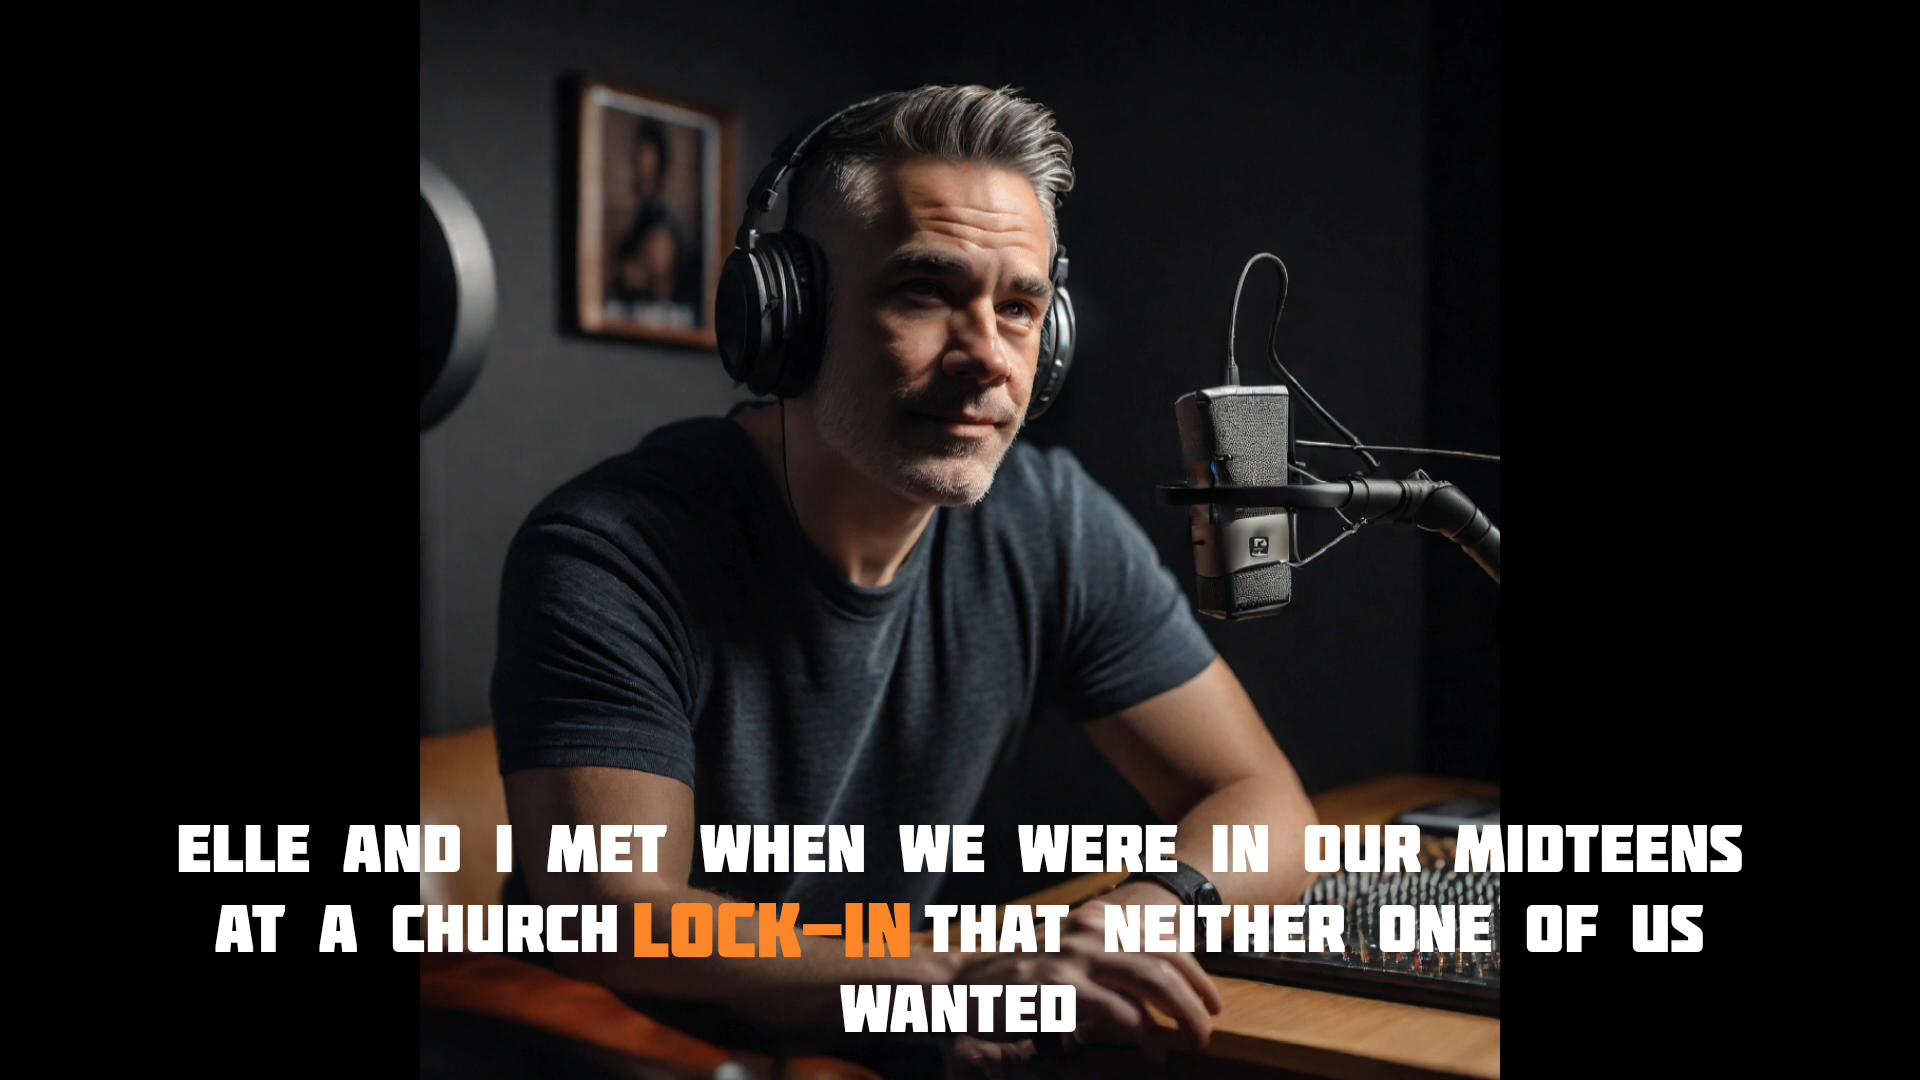 ELLE AND I MET WHEN WE WERE IN OUR MIDTEENS
AT A CHURCH LOCK-IN THAT NEITHER ONE OF US
WANTED